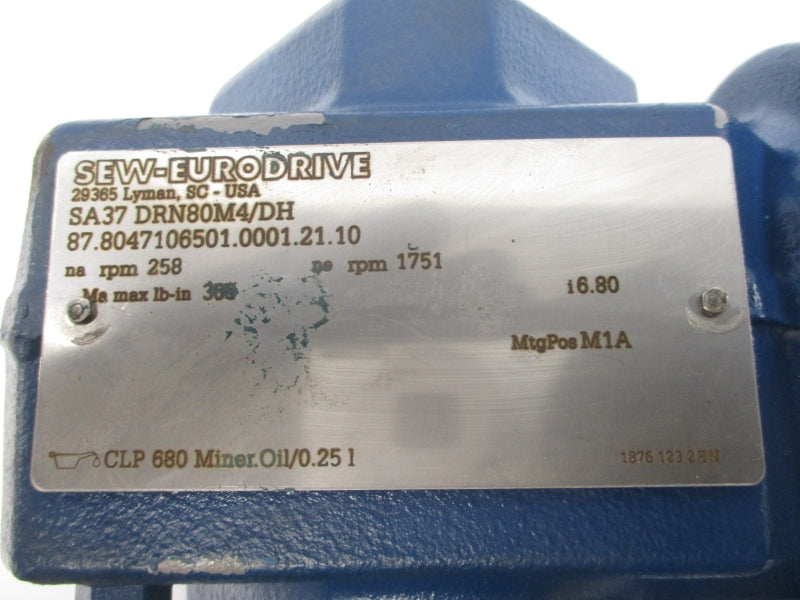 SEW-EURODRIVE
29365 Lyman, SC - USA
SA37 DRN80M4/DH
87.8047106501.0001.21.10
na rpm 258 ne rpm 1751
Ma max lb-in i 6.80
MtgPos M1A
CLP 680 Miner.Oil/0.25 l
1876 123 2 EN